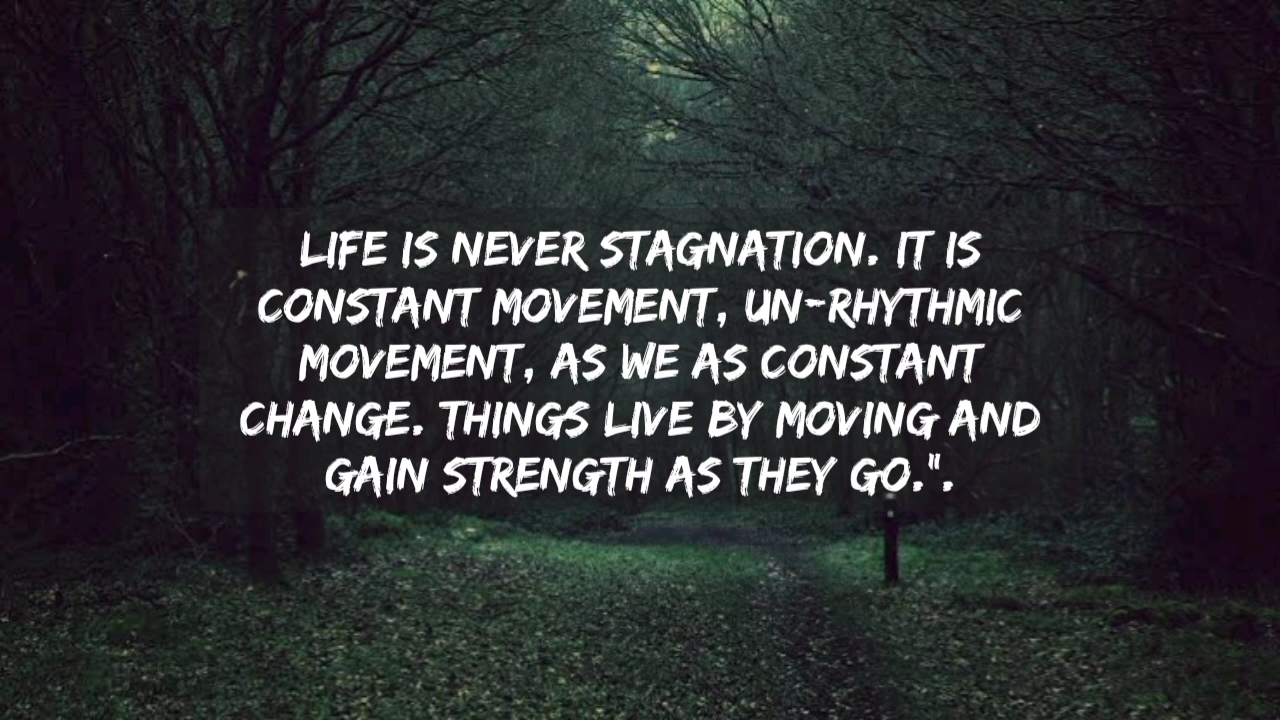 LIFE IS NEVER STAGNATION. IT IS
CONSTANT MOVEMENT, UN-RHYTHMIC
MOVEMENT, AS WE AS CONSTANT
CHANGE. THINGS LIVE BY MOVING AND
GAIN STRENGTH AS THEY GO.".